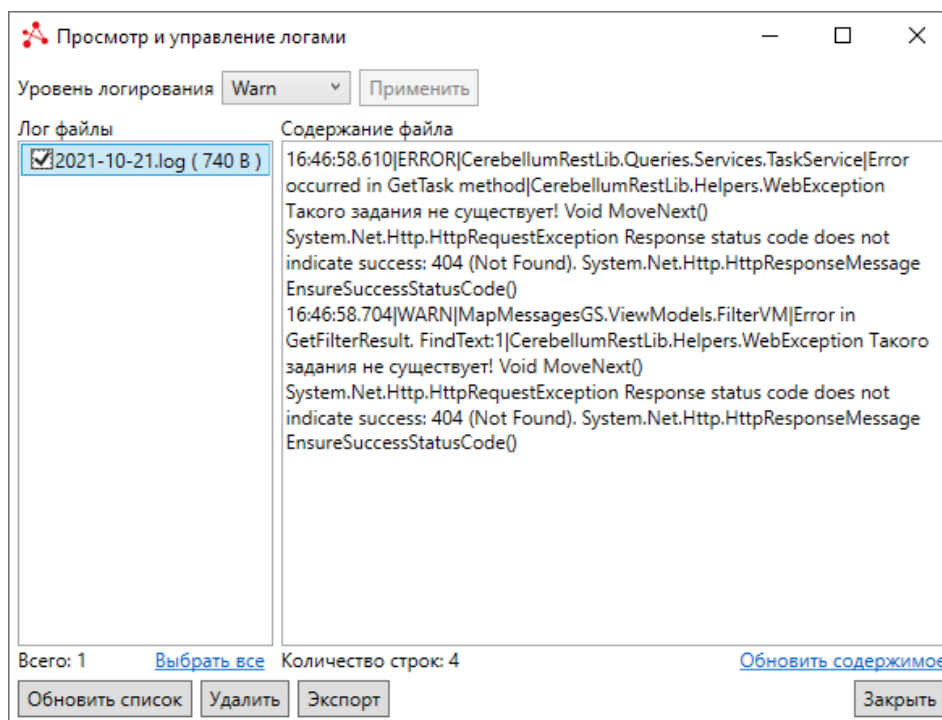 Просмотр и управление логами
Уровень логирования Warn Применить
Лог файлы
2021-10-21.log ( 740 B )
Содержание файла
16:46:58.610|ERROR|CerebellumRestLib.Queries.Services.TaskService|Error
occurred in GetTask method|CerebellumRestLib.Helpers.WebException
Такого задания не существует! Void MoveNext()
System.Net.Http.HttpRequestException Response status code does not
indicate success: 404 (Not Found). System.Net.Http.HttpResponseMessage
EnsureSuccessStatusCode()
16:46:58.704|WARN|MapMessagesGS.ViewModels.FilterVM|Error in
GetFilterResult. FindText:1|CerebellumRestLib.Helpers.WebException Такого
задания не существует! Void MoveNext()
System.Net.Http.HttpRequestException Response status code does not
indicate success: 404 (Not Found). System.Net.Http.HttpResponseMessage
EnsureSuccessStatusCode()
Всего: 1 Выбрать все Количество строк: 4 Обновить содержимое
Обновить список Удалить Экспорт Закрыть